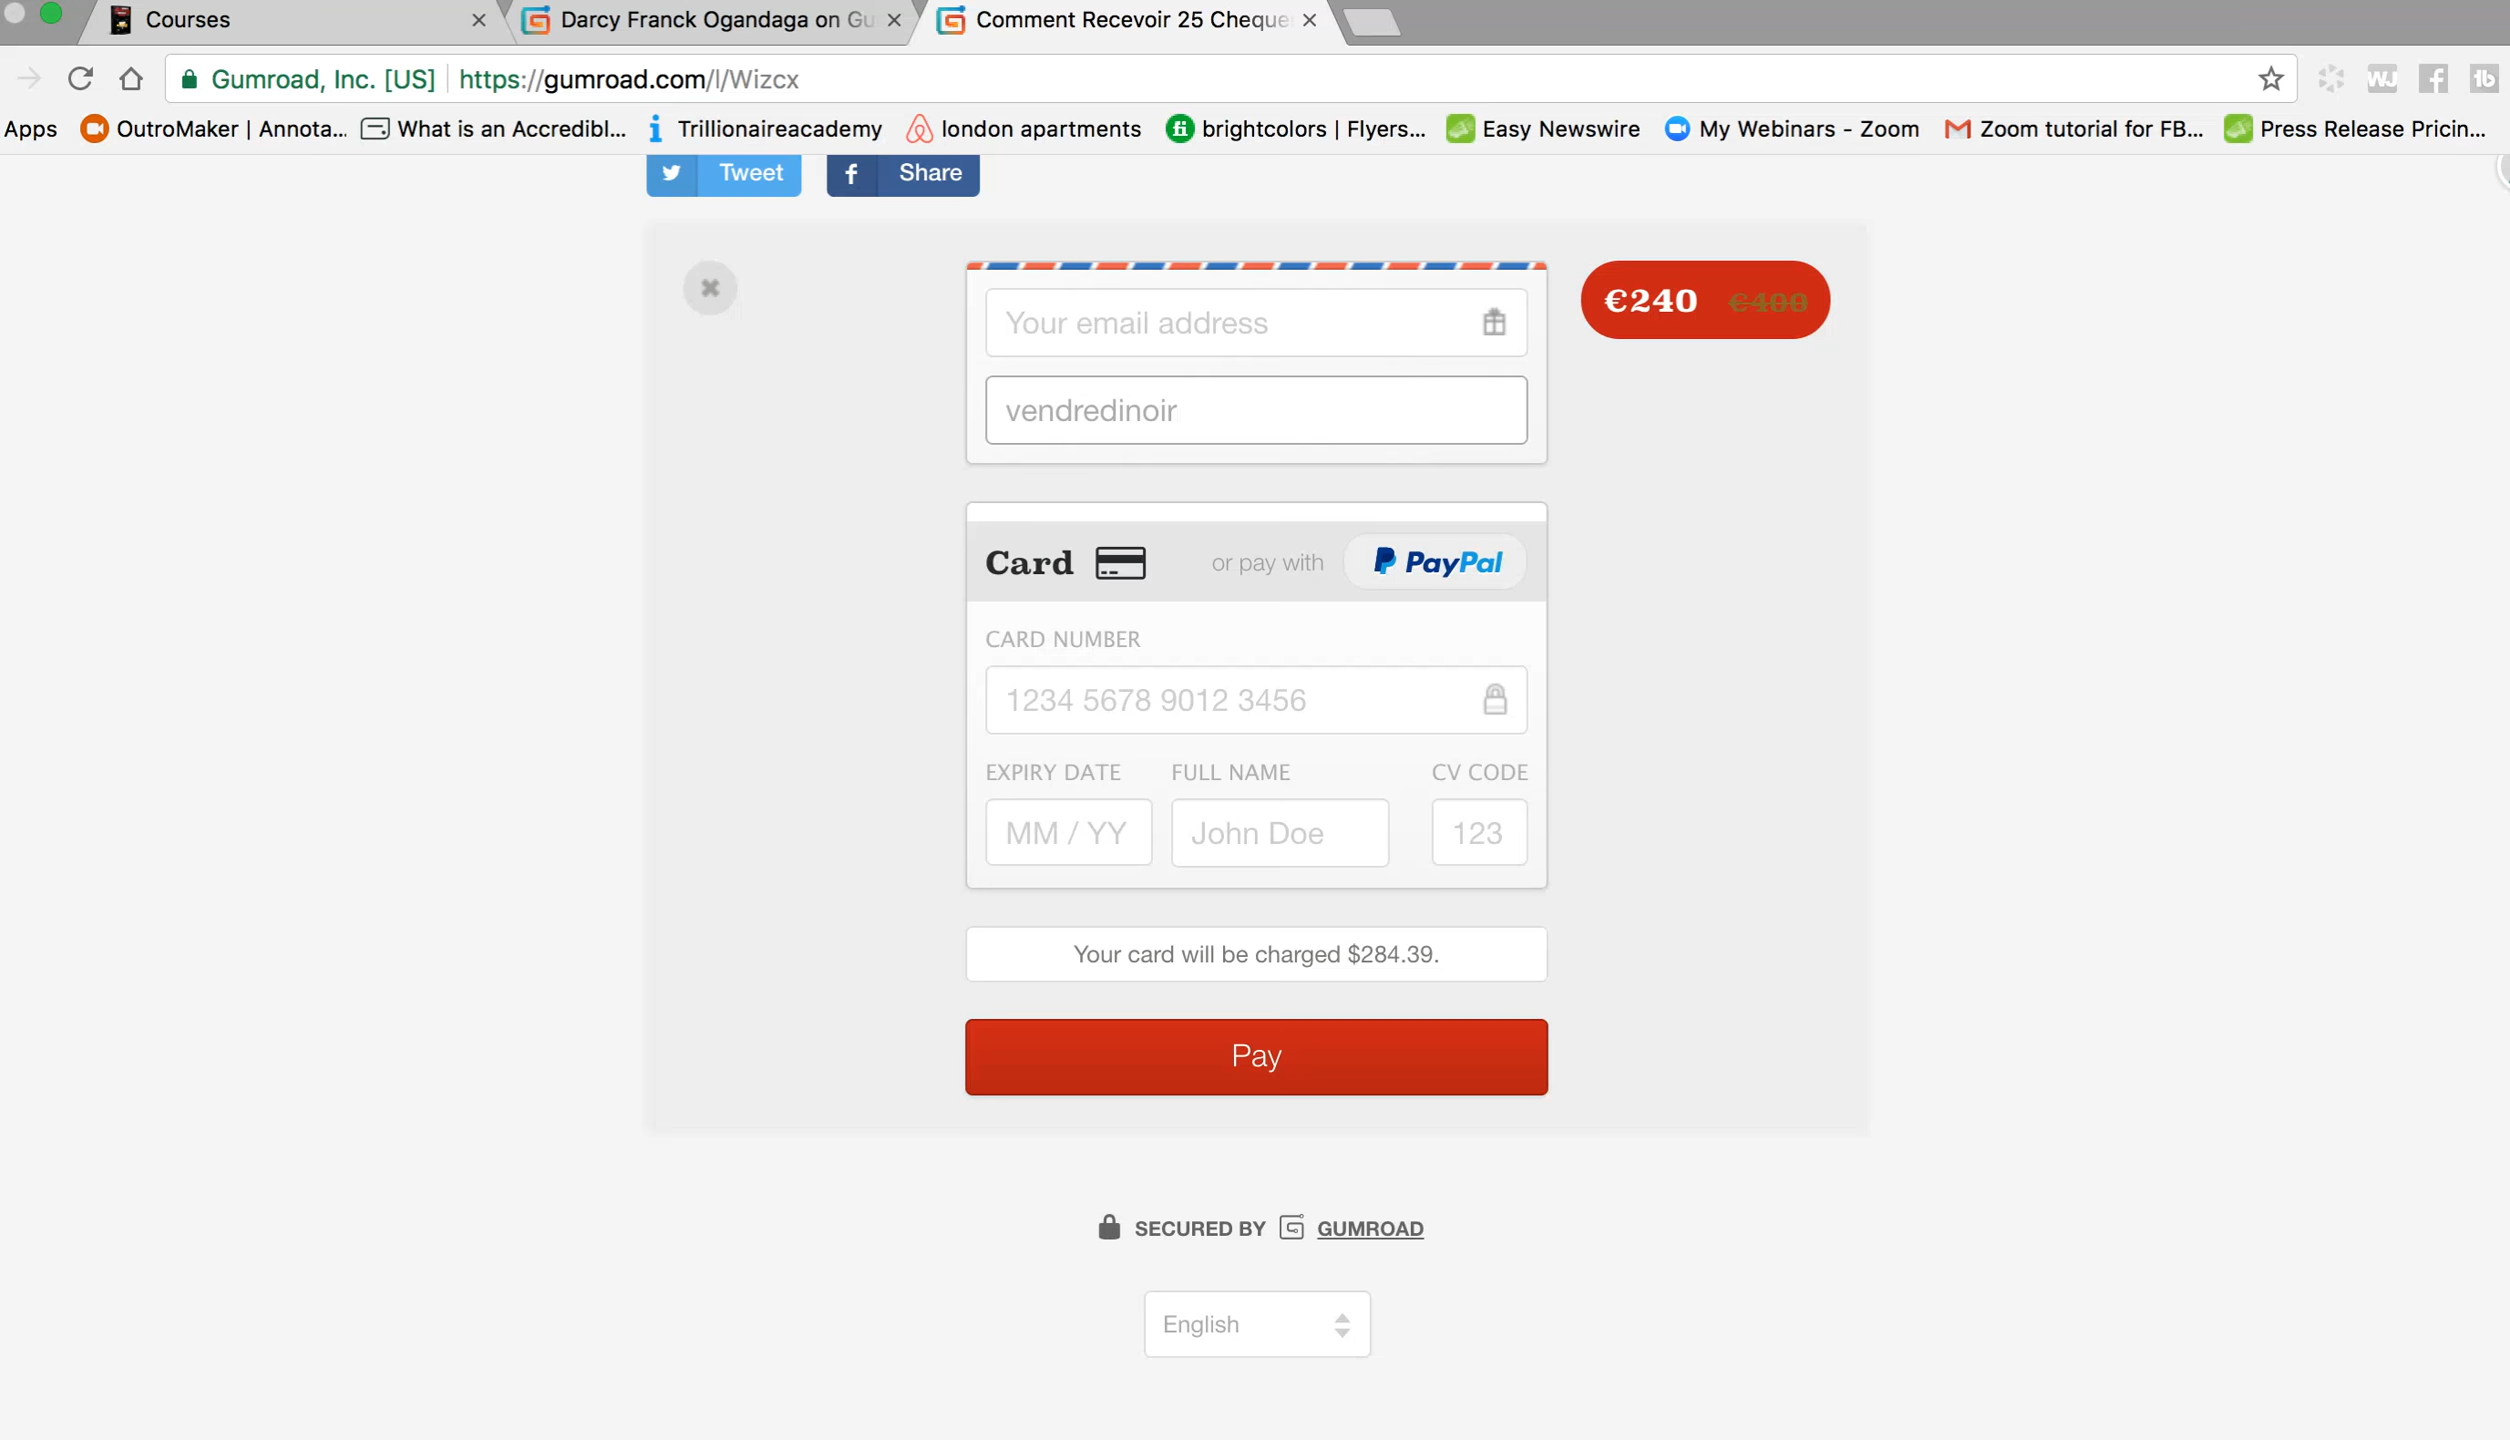 Courses
Darcy Franck Ogandaga on Gu
Comment Recevoir 25 Cheque
Gumroad, Inc. [US] https://gumroad.com/l/Wizcx
Apps OutroMaker | Annota... What is an Accredibl... Trillionaireacademy london apartments brightcolors | Flyers... Easy Newswire My Webinars - Zoom Zoom tutorial for FB... Press Release Pricin...
Tweet Share
Your email address
€240 €400
vendredinoir
Card or pay with PayPal
CARD NUMBER
1234 5678 9012 3456
EXPIRY DATE FULL NAME CV CODE
MM / YY John Doe 123
Your card will be charged $284.39.
Pay
SECURED BY GUMROAD
English